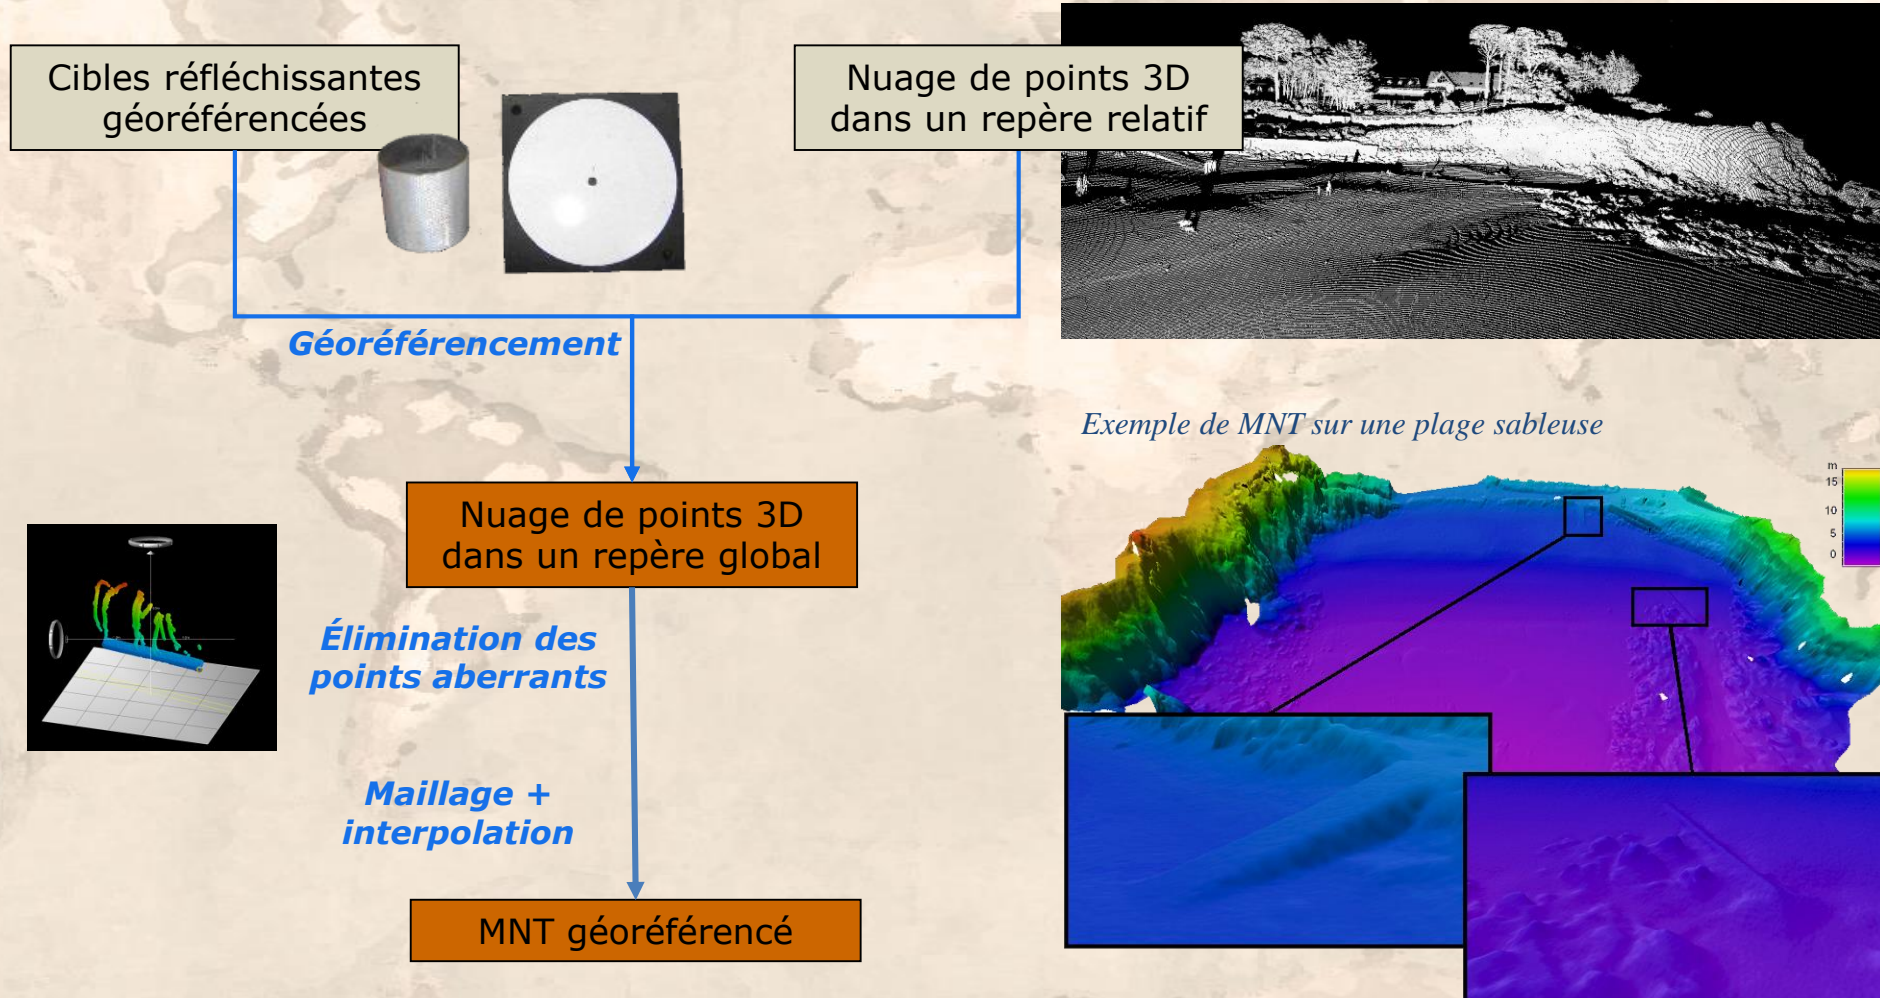 Cibles réfléchissantes
géoréférencées
Nuage de points 3D
dans un repère relatif
Géoréférencement
Nuage de points 3D
dans un repère global
Élimination des
points aberrants
Maillage +
interpolation
MNT géoréférencé
Exemple de MNT sur une plage sableuse
m
15
10
5
0